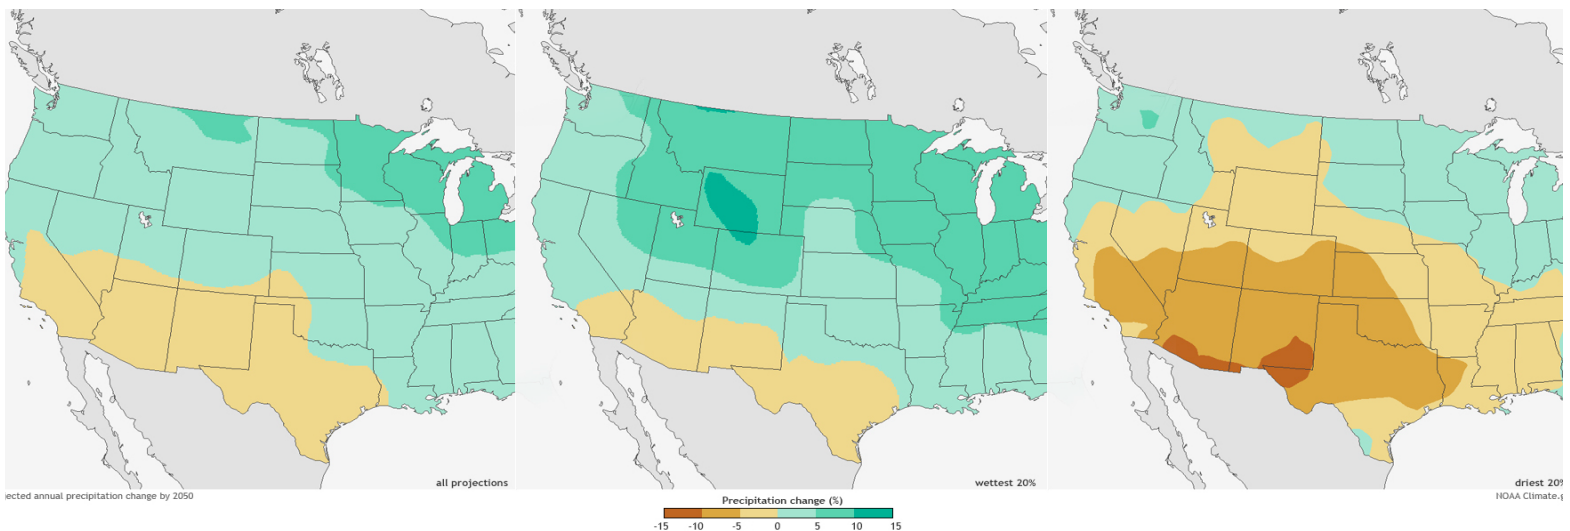 all projections
wettest 20%
driest 20%
ected annual precipitation change by 2050
NOAA Climate.g
Precipitation change (%)
-15 -10 -5 0 5 10 15